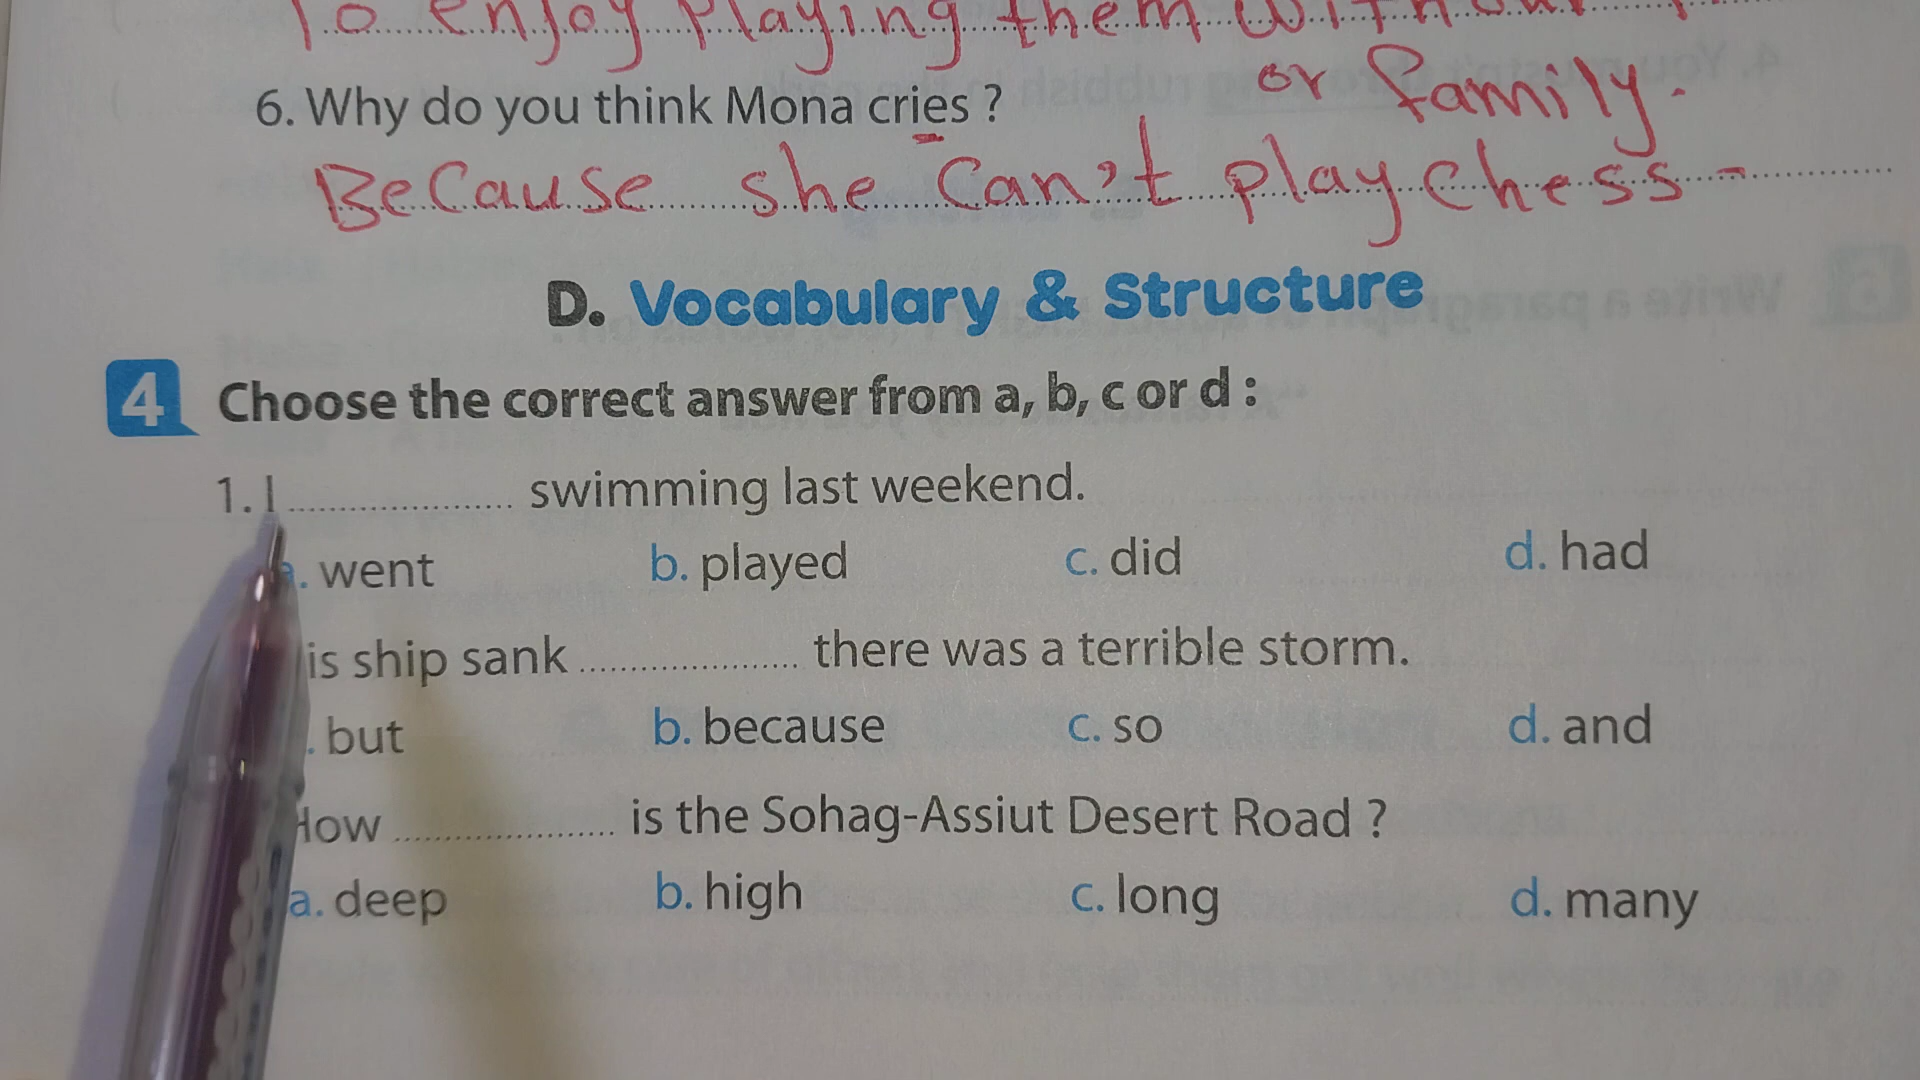 To enjoy playing them without
or family.
6. Why do you think Mona cries ?
Because she can't play chess
D. Vocabulary & Structure
4 Choose the correct answer from a, b, c or d :
1. I .................... swimming last weekend.
a. went b. played c. did d. had
is ship sank .................... there was a terrible storm.
. but b. because c. so d. and
How .................... is the Sohag-Assiut Desert Road ?
a. deep b. high c. long d. many